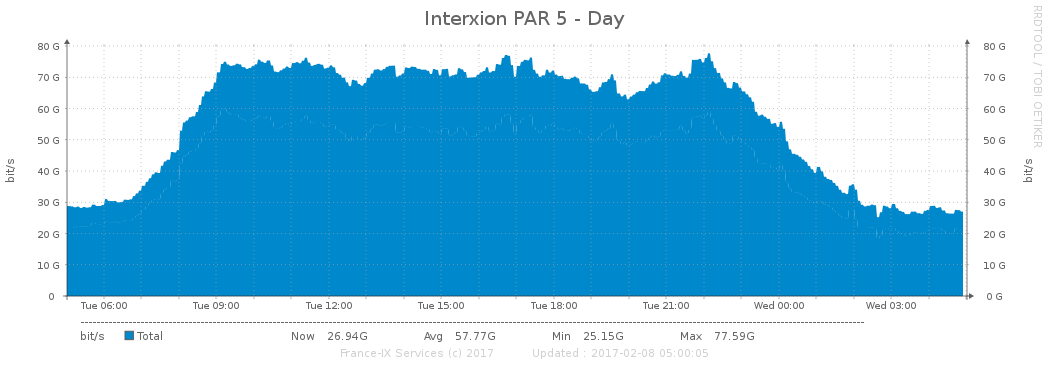 Interxion PAR 5 - Day
RRDTOOL / TOBI OETIKER
80 G 80 G
70 G 70 G
60 G 60 G
50 G 50 G
40 G 40 G
30 G 30 G
20 G 20 G
10 G 10 G
0 0 G
bit/s bit/s
Tue 06:00 Tue 09:00 Tue 12:00 Tue 15:00 Tue 18:00 Tue 21:00 Wed 00:00 Wed 03:00
bit/s Total Now 26.94G Avg 57.77G Min 25.15G Max 77.59G
France-IX Services (c) 2017 Updated : 2017-02-08 05:00:05